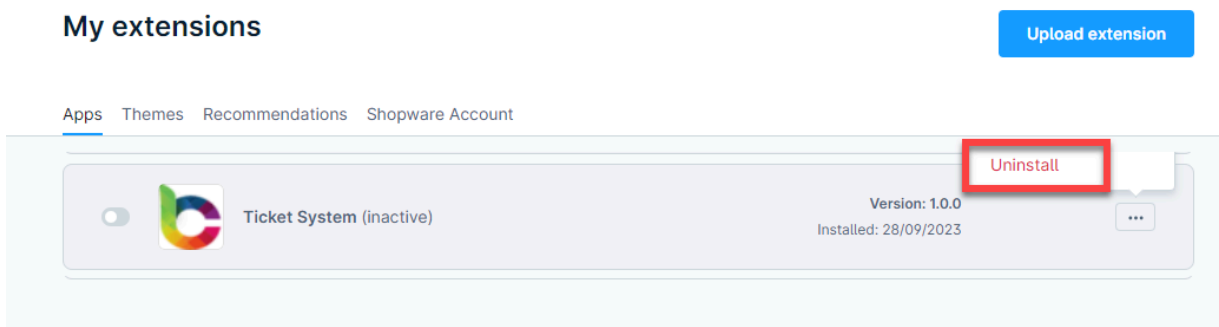 My extensions
Upload extension
Apps Themes Recommendations Shopware Account
Uninstall
Ticket System (inactive)
Version: 1.0.0
Installed: 28/09/2023